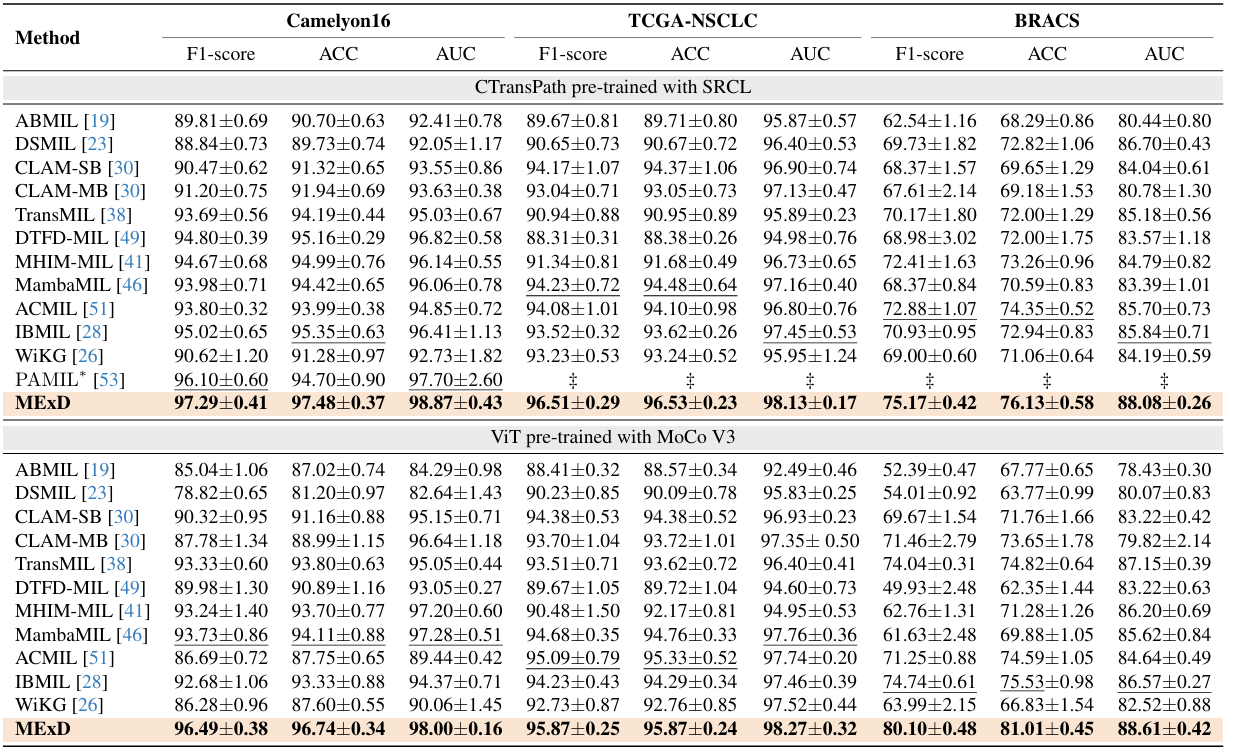 Method Camelyon16 TCGA-NSCLC BRACS
F1-score ACC AUC F1-score ACC AUC F1-score ACC AUC
CTransPath pre-trained with SRCL
ABMIL [19] 89.81±0.69 90.70±0.63 92.41±0.78 89.67±0.81 89.71±0.80 95.87±0.57 62.54±1.16 68.29±0.86 80.44±0.80
DSMIL [23] 88.84±0.73 89.73±0.74 92.05±1.17 90.65±0.73 90.67±0.72 96.40±0.53 69.73±1.82 72.82±1.06 86.70±0.43
CLAM-SB [30] 90.47±0.62 91.32±0.65 93.55±0.86 94.17±1.07 94.37±1.06 96.90±0.74 68.37±1.57 69.65±1.29 84.04±0.61
CLAM-MB [30] 91.20±0.75 91.94±0.69 93.63±0.38 93.04±0.71 93.05±0.73 97.13±0.47 67.61±2.14 69.18±1.53 80.78±1.30
TransMIL [38] 93.69±0.56 94.19±0.44 95.03±0.67 90.94±0.88 90.95±0.89 95.89±0.23 70.17±1.80 72.00±1.29 85.18±0.56
DTFD-MIL [49] 94.80±0.39 95.16±0.29 96.82±0.58 88.31±0.31 88.38±0.26 94.98±0.76 68.98±3.02 72.00±1.75 83.57±1.18
MHIM-MIL [41] 94.67±0.68 94.99±0.76 96.14±0.55 91.34±0.81 91.68±0.49 96.73±0.65 72.41±1.63 73.26±0.96 84.79±0.82
MambaMIL [46] 93.98±0.71 94.42±0.65 96.06±0.78 94.23±0.72 94.48±0.64 97.16±0.40 68.37±0.84 70.59±0.83 83.39±1.01
ACMIL [51] 93.80±0.32 93.99±0.38 94.85±0.72 94.08±1.01 94.10±0.98 96.80±0.76 72.88±1.07 74.35±0.52 85.70±0.73
IBMIL [28] 95.02±0.65 95.35±0.63 96.41±1.13 93.52±0.32 93.62±0.26 97.45±0.53 70.93±0.95 72.94±0.83 85.84±0.71
WiKG [26] 90.62±1.20 91.28±0.97 92.73±1.82 93.23±0.53 93.24±0.52 95.95±1.24 69.00±0.60 71.06±0.64 84.19±0.59
PAMIL* [53] 96.10±0.60 94.70±0.90 97.70±2.60 ‡ ‡ ‡ ‡ ‡ ‡
MExD 97.29±0.41 97.48±0.37 98.87±0.43 96.51±0.29 96.53±0.23 98.13±0.17 75.17±0.42 76.13±0.58 88.08±0.26
ViT pre-trained with MoCo V3
ABMIL [19] 85.04±1.06 87.02±0.74 84.29±0.98 88.41±0.32 88.57±0.34 92.49±0.46 52.39±0.47 67.77±0.65 78.43±0.30
DSMIL [23] 78.82±0.65 81.20±0.97 82.64±1.43 90.23±0.85 90.09±0.78 95.83±0.25 54.01±0.92 63.77±0.99 80.07±0.83
CLAM-SB [30] 90.32±0.95 91.16±0.88 95.15±0.71 94.38±0.53 94.38±0.52 96.93±0.23 69.67±1.54 71.76±1.66 83.22±0.42
CLAM-MB [30] 87.78±1.34 88.99±1.15 96.64±1.18 93.70±1.04 93.72±1.01 97.35± 0.50 71.46±2.79 73.65±1.78 79.82±2.14
TransMIL [38] 93.33±0.60 93.80±0.63 95.05±0.44 93.51±0.71 93.62±0.72 96.40±0.41 74.04±0.31 74.82±0.64 87.15±0.39
DTFD-MIL [49] 89.98±1.30 90.89±1.16 93.05±0.27 89.67±1.05 89.72±1.04 94.60±0.73 49.93±2.48 62.35±1.44 83.22±0.63
MHIM-MIL [41] 93.24±1.40 93.70±0.77 97.20±0.60 90.48±1.50 92.17±0.81 94.95±0.53 62.76±1.31 71.28±1.26 86.20±0.69
MambaMIL [46] 93.73±0.86 94.11±0.88 97.28±0.51 94.68±0.35 94.76±0.33 97.76±0.36 61.63±2.48 69.88±1.05 85.62±0.84
ACMIL [51] 86.69±0.72 87.75±0.65 89.44±0.42 95.09±0.79 95.33±0.52 97.74±0.20 71.25±0.88 74.59±1.05 84.64±0.49
IBMIL [28] 92.68±1.06 93.33±0.88 94.37±0.71 94.23±0.43 94.29±0.34 97.46±0.39 74.74±0.61 75.53±0.98 86.57±0.27
WiKG [26] 86.28±0.96 87.60±0.55 90.06±1.45 92.73±0.87 92.76±0.85 97.52±0.44 63.99±2.15 66.83±1.54 82.52±0.88
MExD 96.49±0.38 96.74±0.34 98.00±0.16 95.87±0.25 95.87±0.24 98.27±0.32 80.10±0.48 81.01±0.45 88.61±0.42